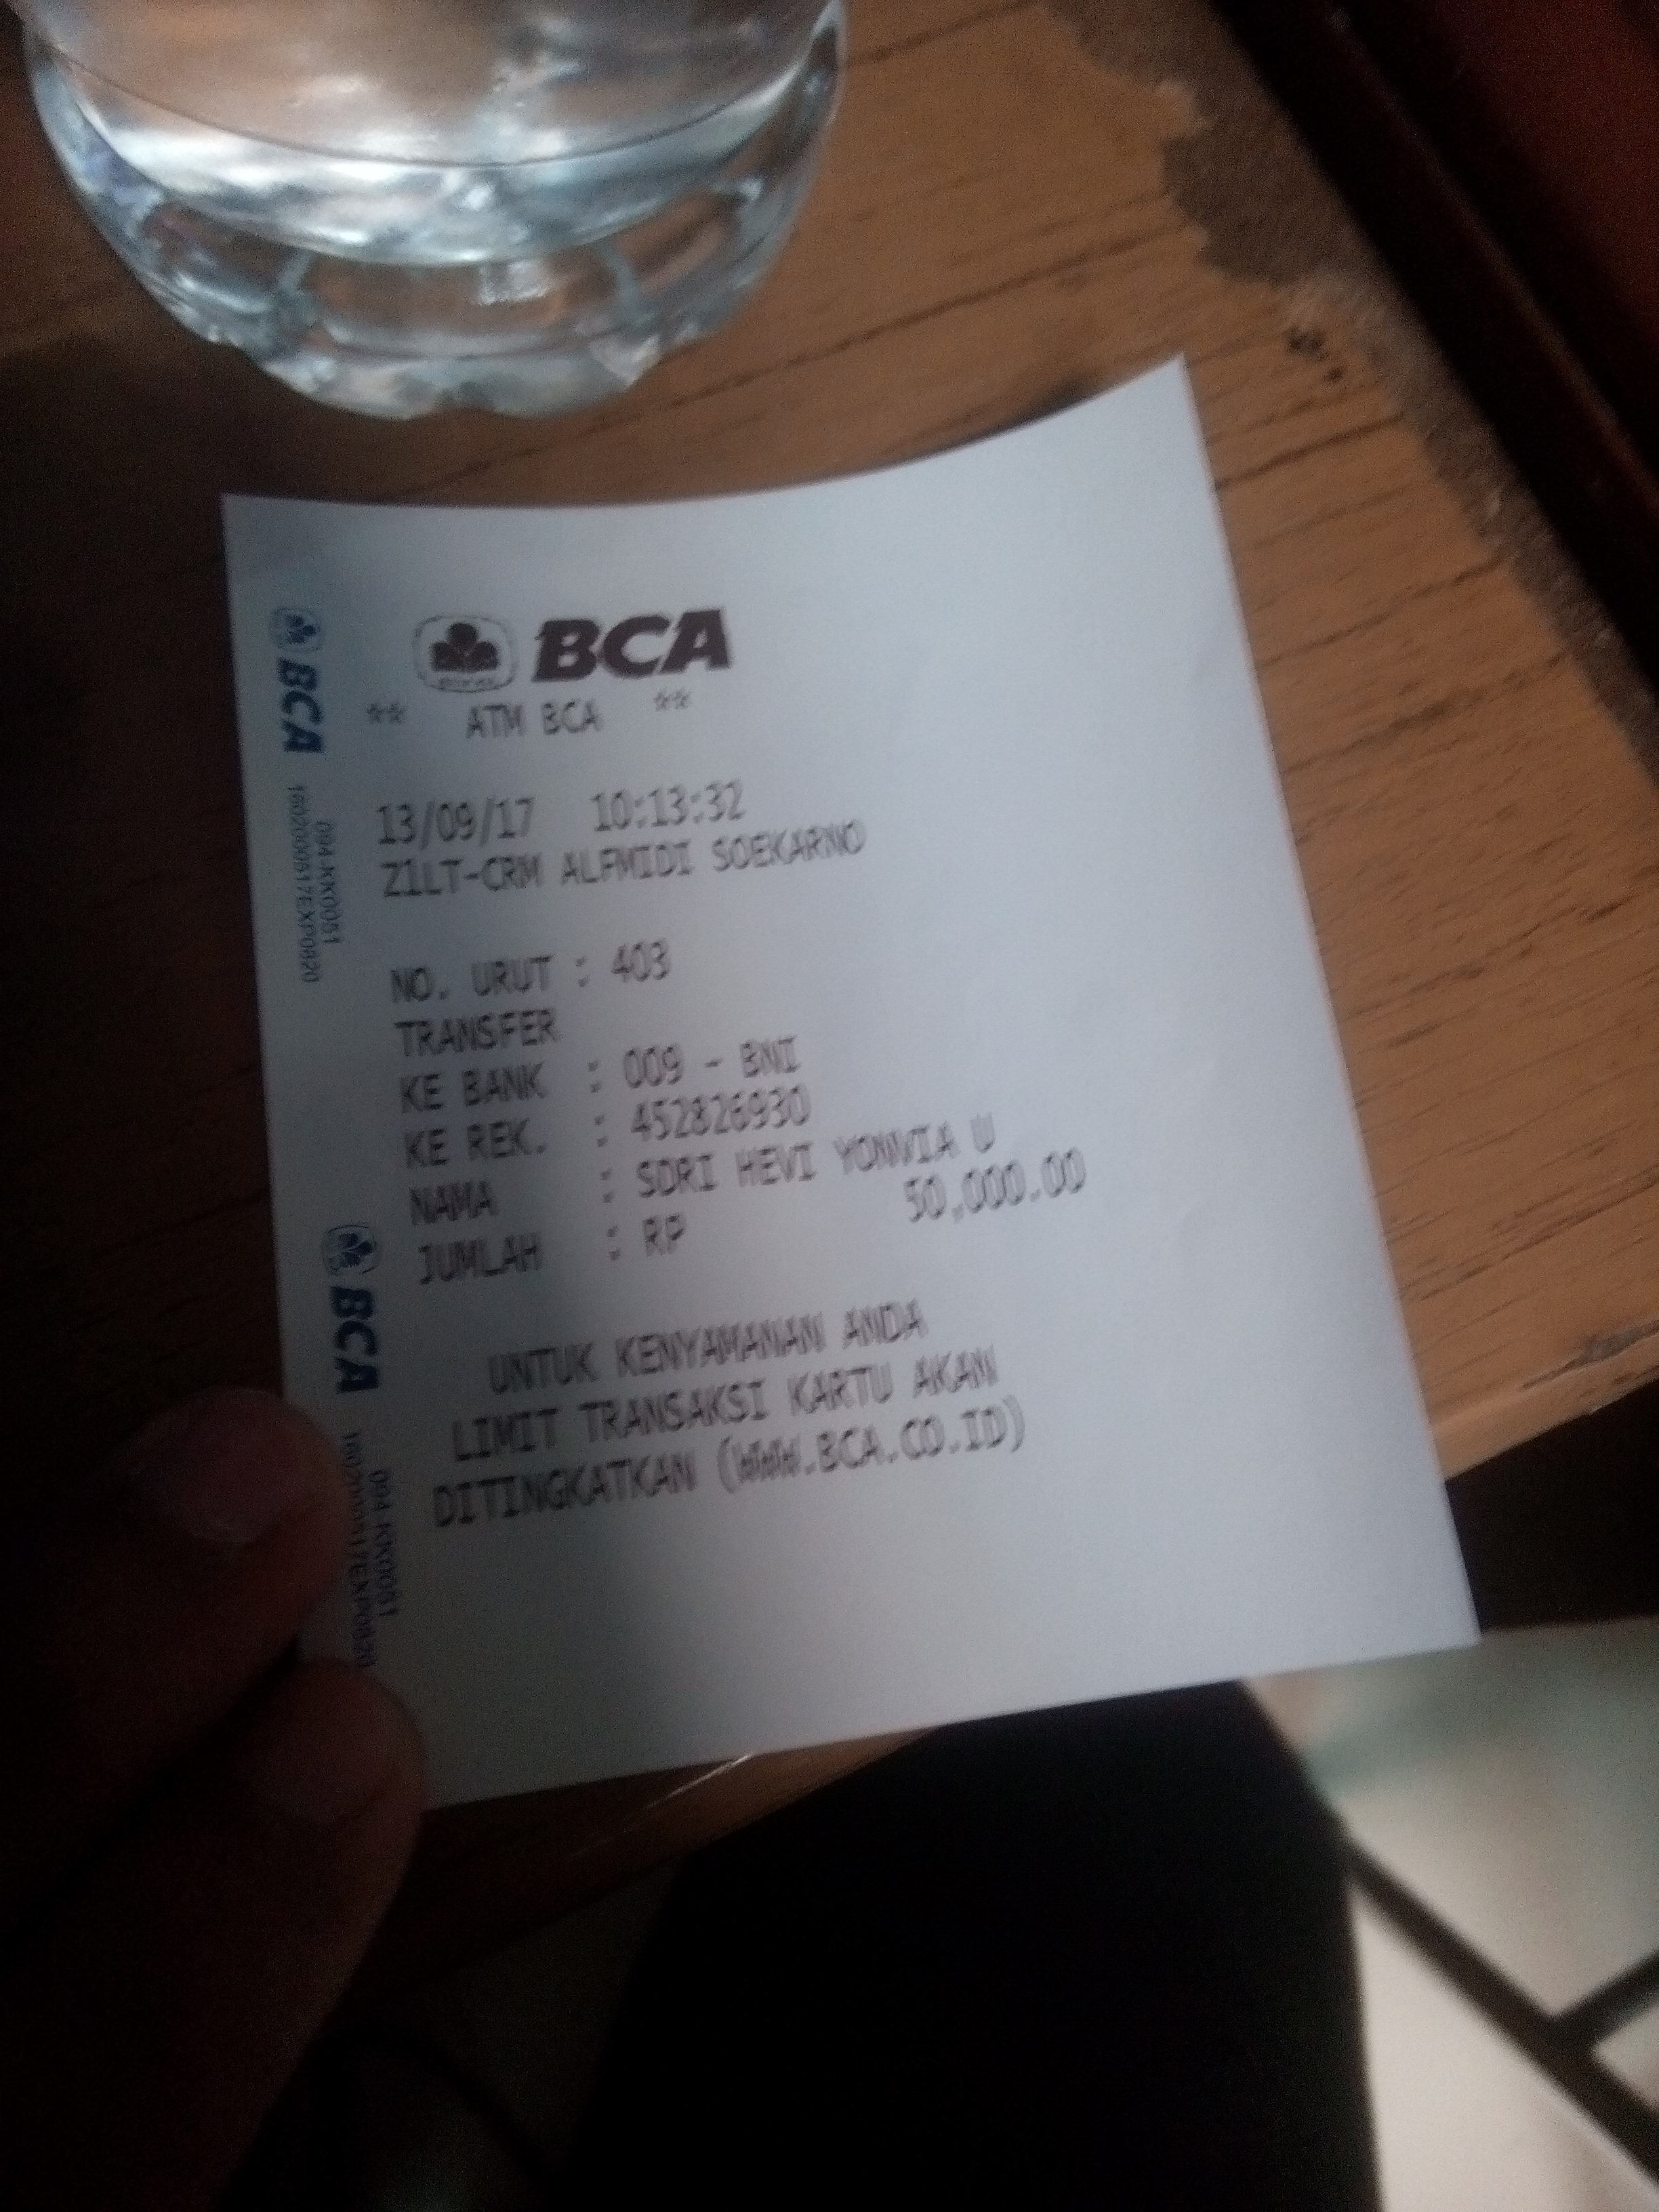 BCA
** ATM BCA **
13/09/17 10:13:32
Z1LT-CRM ALFMIDI SOEKARNO
NO. URUT : 403
TRANSFER
KE BANK : 009 - BNI
KE REK. : 452826930
NAMA : SDRI HEVI YONVIA U
JUMLAH : RP 50,000.00
UNTUK KENYAMANAN ANDA
LIMIT TRANSAKSI KARTU AKAN
DITINGKATKAN (WWW.BCA.CO.ID)
BCA
094-KK0051
BCA
094-KK0051